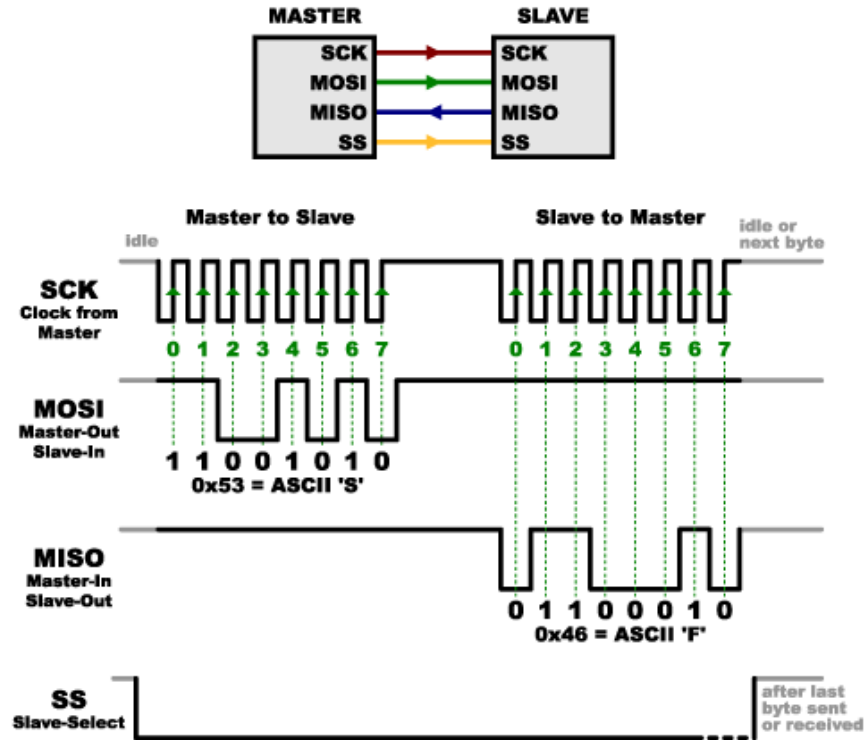 MASTER SLAVE
SCK SCK
MOSI MOSI
MISO MISO
SS SS
Master to Slave Slave to Master
idle
idle or
next byte
SCK
Clock from
Master
0 1 2 3 4 5 6 7 0 1 2 3 4 5 6 7
MOSI
Master-Out
Slave-In
1 1 0 0 1 0 1 0
0x53 = ASCII 'S'
MISO
Master-In
Slave-Out
0 1 1 0 0 0 1 0
0x46 = ASCII 'F'
SS
Slave-Select
after last
byte sent
or received